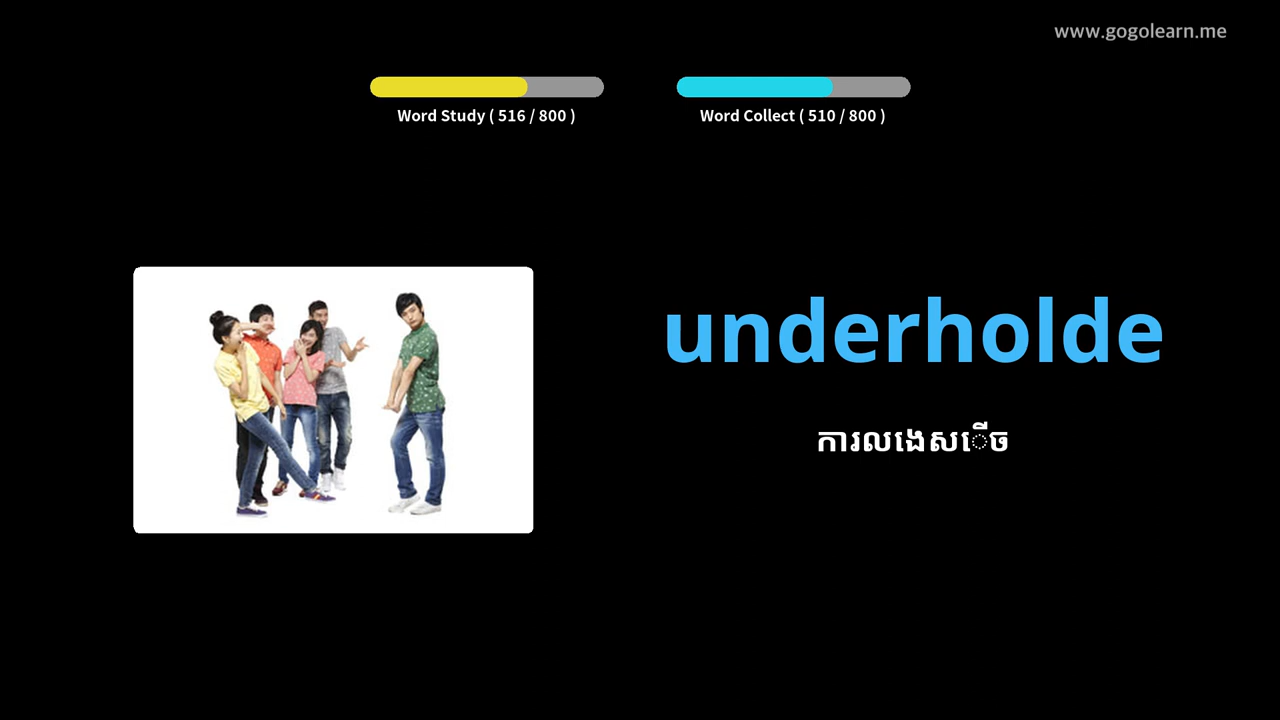 www.gogolearn.me
Word Study ( 516 / 800 )
Word Collect ( 510 / 800 )
underholde
ការលងេសើច